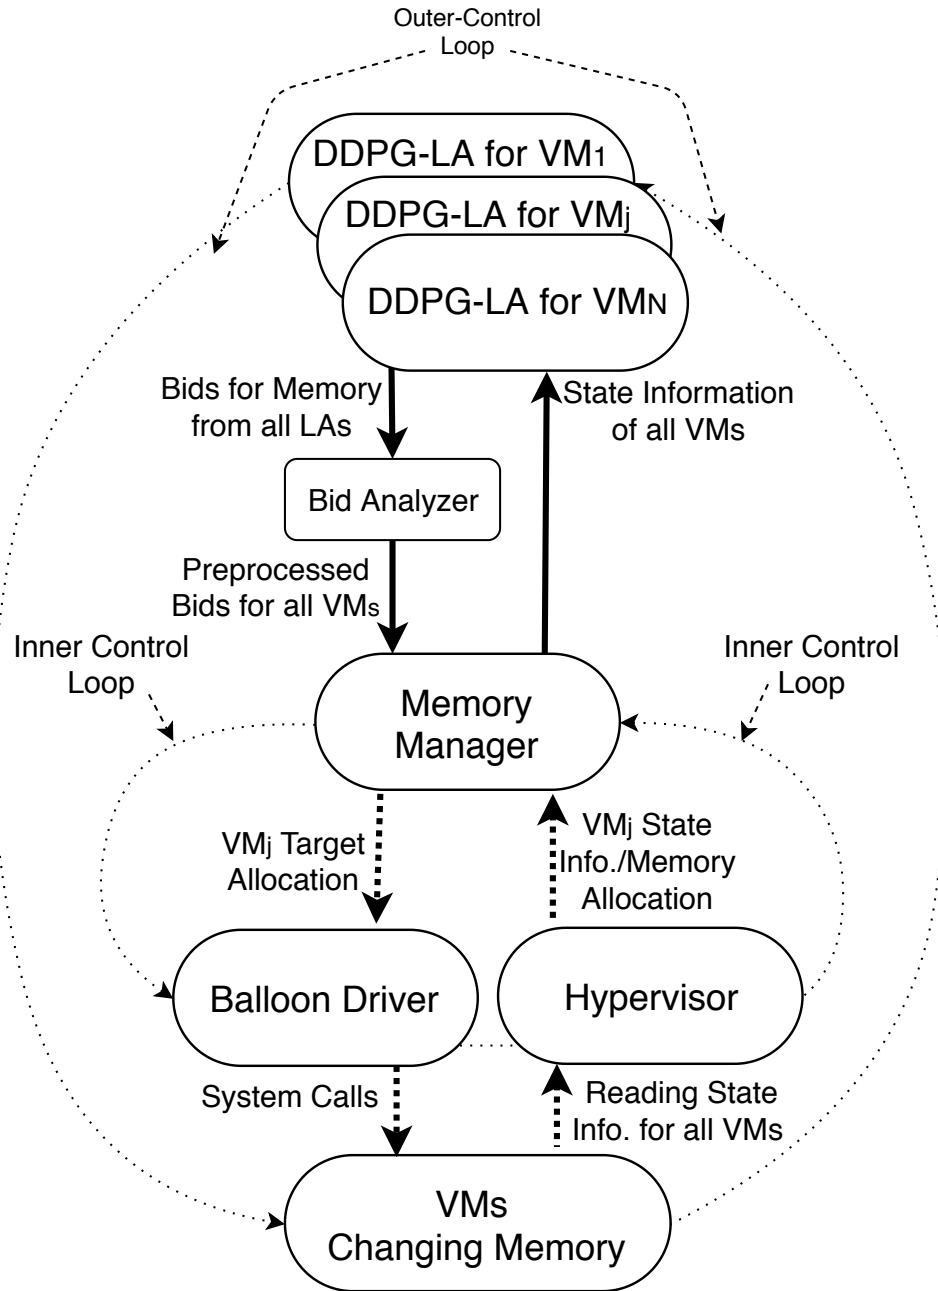 Outer-Control
Loop
DDPG-LA for VM1
DDPG-LA for VMj
DDPG-LA for VMN
Bids for Memory
from all LAs
State Information
of all VMs
Bid Analyzer
Preprocessed
Bids for all VMs
Inner Control
Loop
Inner Control
Loop
Memory
Manager
VMj Target
Allocation
VMj State
Info./Memory
Allocation
Balloon Driver
Hypervisor
System Calls
Reading State
Info. for all VMs
VMs
Changing Memory